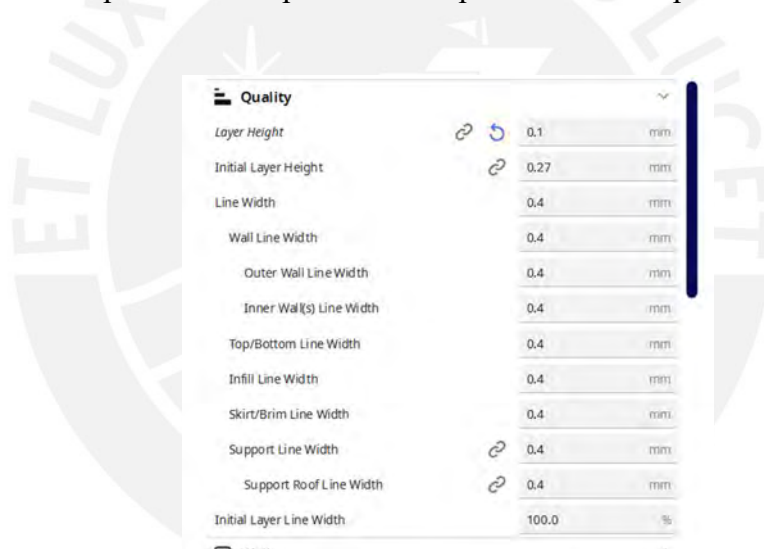 ET LUX IN
LUCET
Quality
Layer Height 0.1 mm
Initial Layer Height 0.27 mm
Line Width 0.4 mm
Wall Line Width 0.4 mm
Outer Wall Line Width 0.4 mm
Inner Wall(s) Line Width 0.4 mm
Top/Bottom Line Width 0.4 mm
Infill Line Width 0.4 mm
Skirt/Brim Line Width 0.4 mm
Support Line Width 0.4 mm
Support Roof Line Width 0.4 mm
Initial Layer Line Width 100.0 %